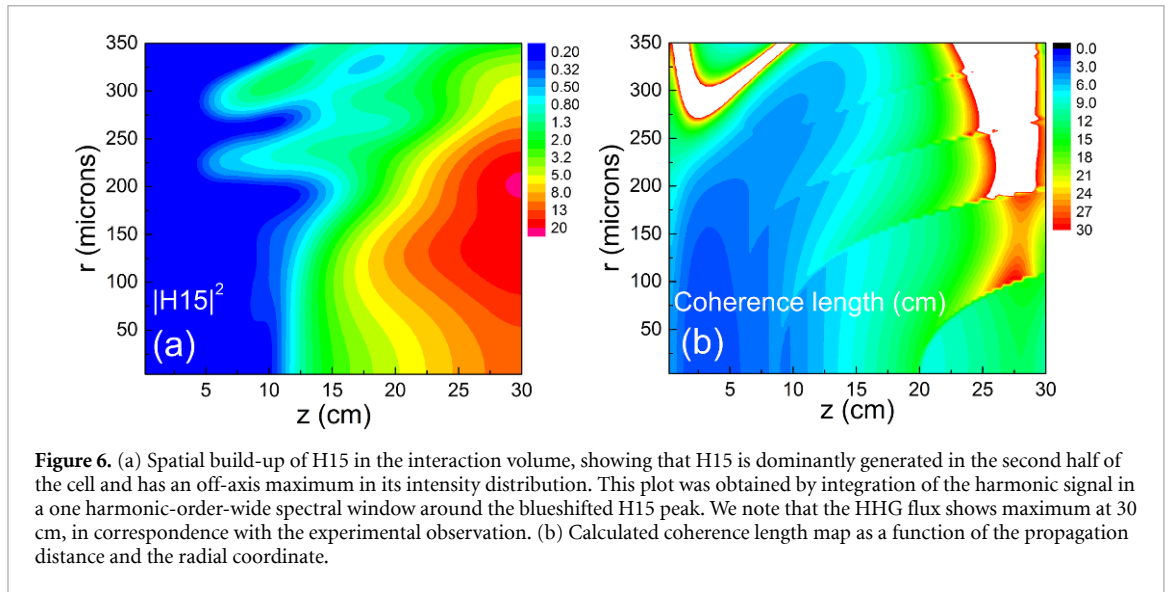 350
300
250
200
150
100
50
r (microns)
|H15|²
(a)
5 10 15 20 25 30
z (cm)
0.20
0.32
0.50
0.80
1.3
2.0
3.2
5.0
8.0
13
20
350
300
250
200
150
100
50
r (microns)
Coherence length (cm)
(b)
5 10 15 20 25 30
z (cm)
0.0
3.0
6.0
9.0
12
15
18
21
24
27
30
Figure 6. (a) Spatial build-up of H15 in the interaction volume, showing that H15 is dominantly generated in the second half of
the cell and has an off-axis maximum in its intensity distribution. This plot was obtained by integration of the harmonic signal in
a one harmonic-order-wide spectral window around the blueshifted H15 peak. We note that the HHG flux shows maximum at 30
cm, in correspondence with the experimental observation. (b) Calculated coherence length map as a function of the propagation
distance and the radial coordinate.